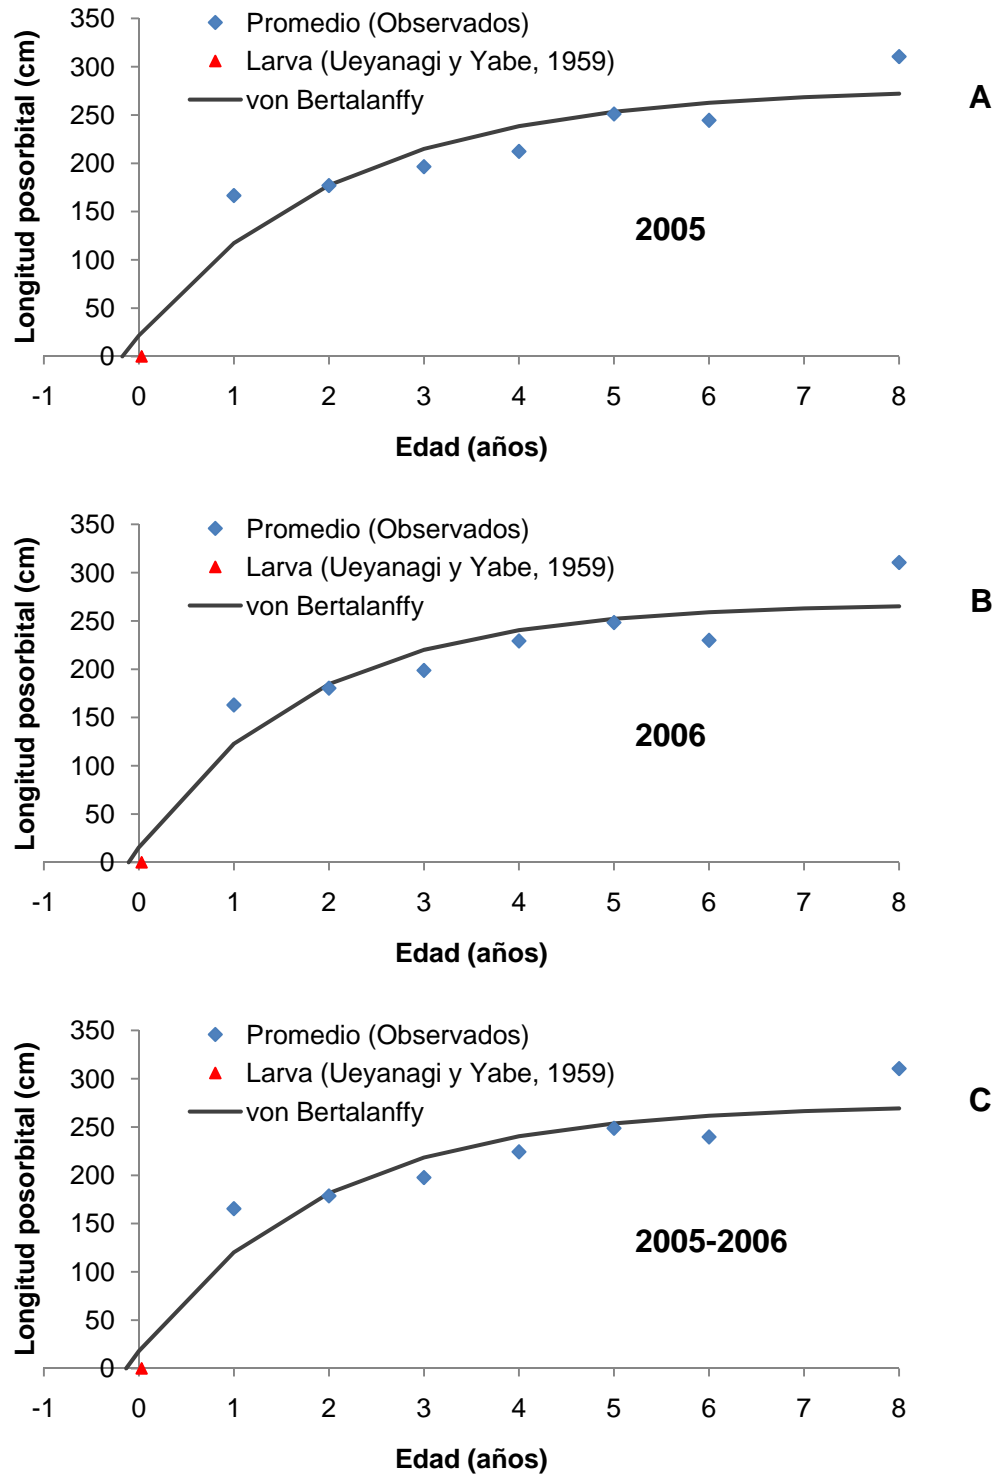 350
Promedio (Observados)
300
Larva (Ueyanagi y Yabe, 1959)
250
von Bertalanffy
A
200
150
2005
100
50
0
Longitud posorbital (cm)
-1 0 1 2 3 4 5 6 7 8
Edad (años)
350
Promedio (Observados)
300
Larva (Ueyanagi y Yabe, 1959)
250
von Bertalanffy
B
200
150
2006
100
50
0
Longitud posorbital (cm)
-1 0 1 2 3 4 5 6 7 8
Edad (años)
350
Promedio (Observados)
300
Larva (Ueyanagi y Yabe, 1959)
250
von Bertalanffy
C
200
150
2005-2006
100
50
0
Longitud posorbital (cm)
-1 0 1 2 3 4 5 6 7 8
Edad (años)